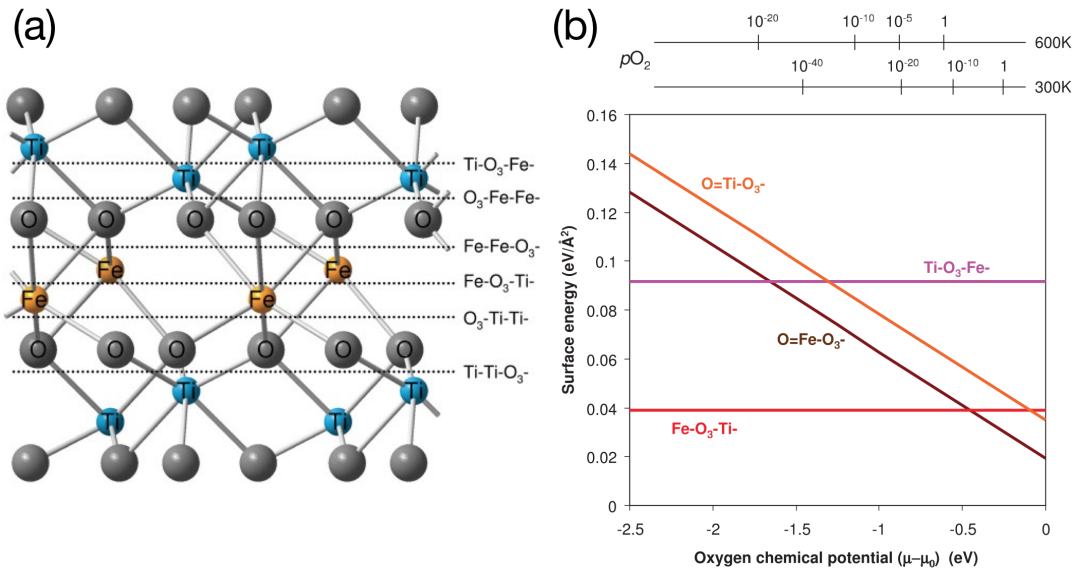 (a)
Ti Ti
Ti Ti
O O O O O O
Fe Fe
Fe Fe
O O O O O O
Ti Ti
Ti Ti
Ti-O₃-Fe-
O₃-Fe-Fe-
Fe-Fe-O₃-
Fe-O₃-Ti-
O₃-Ti-Ti-
Ti-Ti-O₃-
(b)
10⁻²⁰ 10⁻¹⁰ 10⁻⁵ 1
600K
pO₂
10⁻⁴⁰ 10⁻²⁰ 10⁻¹⁰ 1
300K
0.16
0.14
0.12
0.1
0.08
0.06
0.04
0.02
0
Surface energy (eV/Å²)
O=Ti-O₃-
Ti-O₃-Fe-
O=Fe-O₃-
Fe-O₃-Ti-
-2.5 -2 -1.5 -1 -0.5 0
Oxygen chemical potential (μ–μ₀) (eV)